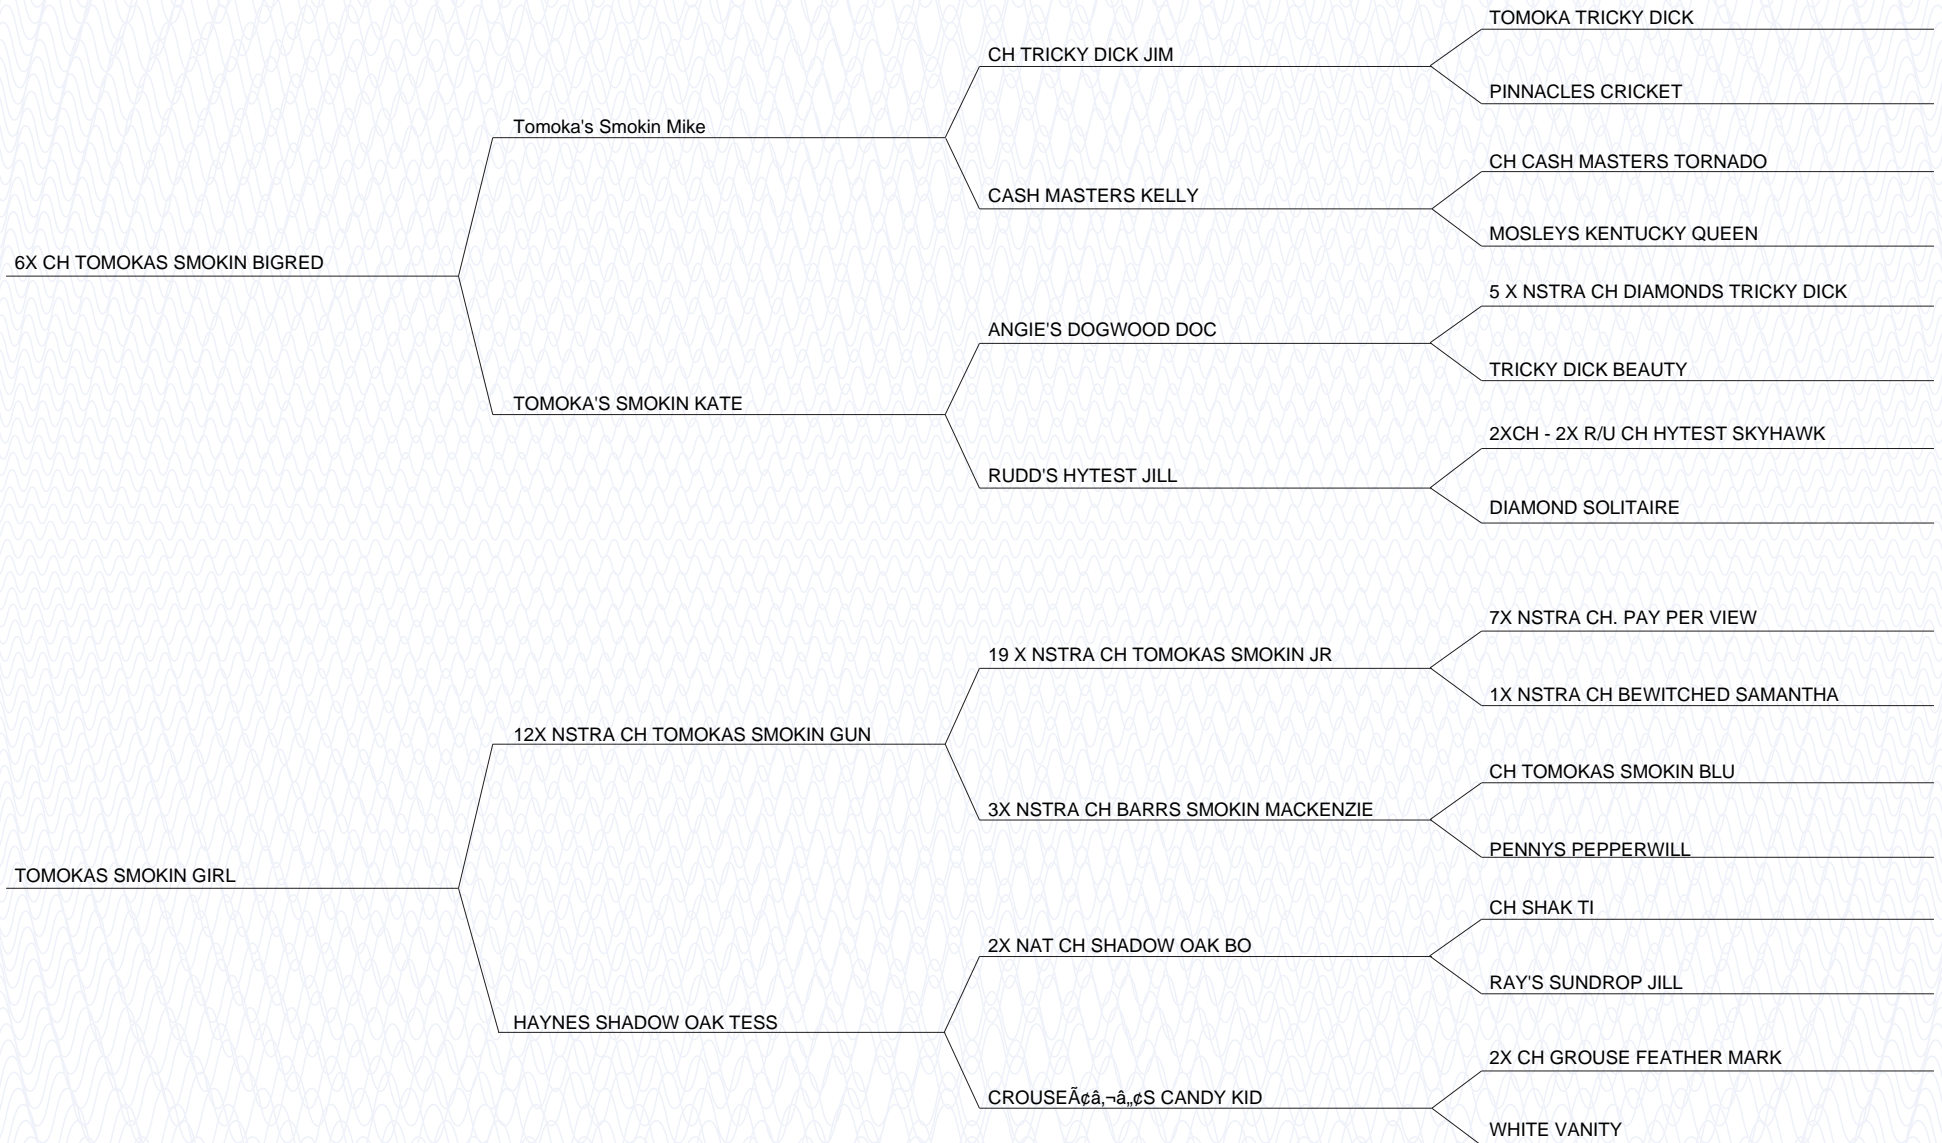 TOMOKA TRICKY DICK
CH TRICKY DICK JIM
PINNACLES CRICKET
Tomoka's Smokin Mike
CH CASH MASTERS TORNADO
CASH MASTERS KELLY
MOSLEYS KENTUCKY QUEEN
6X CH TOMOKAS SMOKIN BIGRED
5 X NSTRA CH DIAMONDS TRICKY DICK
ANGIE'S DOGWOOD DOC
TRICKY DICK BEAUTY
TOMOKA'S SMOKIN KATE
2XCH - 2X R/U CH HYTEST SKYHAWK
RUDD'S HYTEST JILL
DIAMOND SOLITAIRE
7X NSTRA CH. PAY PER VIEW
19 X NSTRA CH TOMOKAS SMOKIN JR
1X NSTRA CH BEWITCHED SAMANTHA
12X NSTRA CH TOMOKAS SMOKIN GUN
CH TOMOKAS SMOKIN BLU
3X NSTRA CH BARRS SMOKIN MACKENZIE
PENNYS PEPPERWILL
TOMOKAS SMOKIN GIRL
CH SHAK TI
2X NAT CH SHADOW OAK BO
RAY'S SUNDROP JILL
HAYNES SHADOW OAK TESS
2X CH GROUSE FEATHER MARK
CROUSEÃ¢â‚¬â„¢S CANDY KID
WHITE VANITY